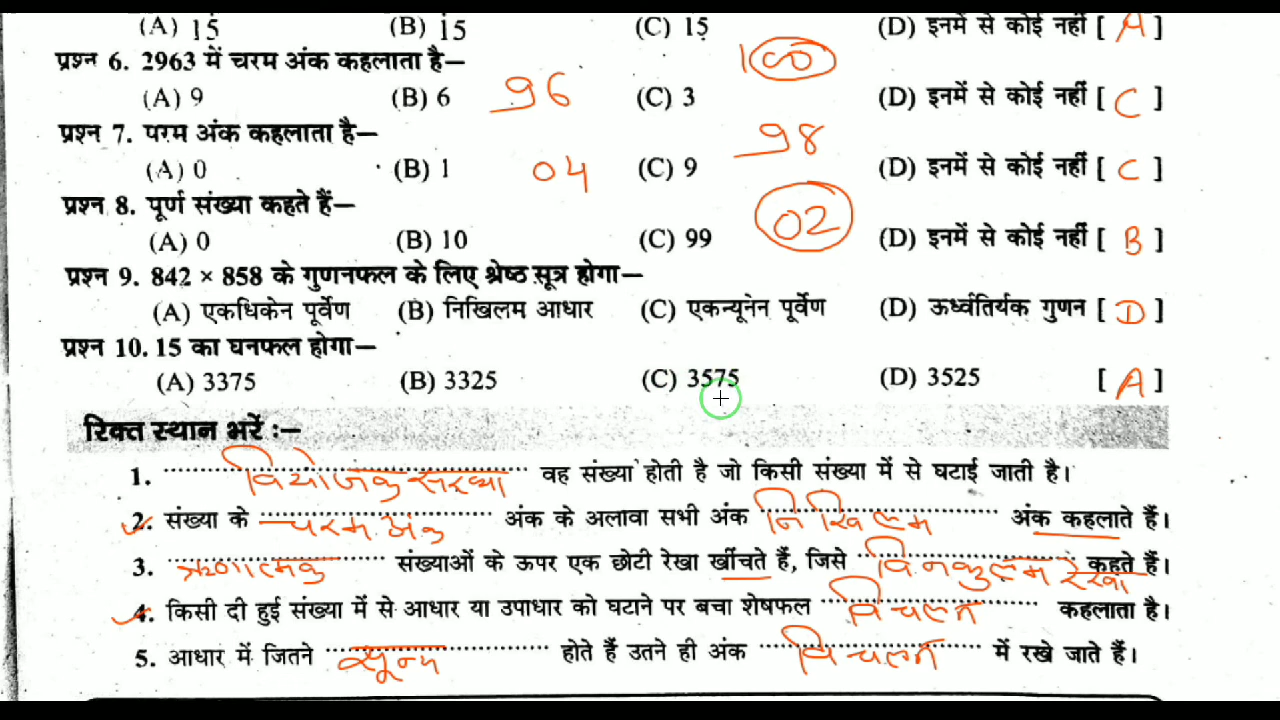 (A) 15 (B) 15 (C) 15 (D) इनमें से कोई नहीं [ A ]
प्रश्न 6. 2963 में चरम अंक कहलाता है— 100
(A) 9 (B) 6 96 (C) 3 (D) इनमें से कोई नहीं [ C ]
प्रश्न 7. परम अंक कहलाता है— 98
(A) 0 (B) 1 04 (C) 9 (D) इनमें से कोई नहीं [ C ]
प्रश्न 8. पूर्ण संख्या कहते हैं— 02
(A) 0 (B) 10 (C) 99 (D) इनमें से कोई नहीं [ B ]
प्रश्न 9. 842 × 858 के गुणनफल के लिए श्रेष्ठ सूत्र होगा—
(A) एकधिकेन पूर्वेण (B) निखिलम आधार (C) एकन्यूनेन पूर्वेण (D) ऊर्ध्वतिर्यक गुणन [ D ]
प्रश्न 10. 15 का घनफल होगा—
(A) 3375 (B) 3325 (C) 3575 (D) 3525 [ A ]
रिक्त स्थान भरें :—
1. वियोजक संख्या वह संख्या होती है जो किसी संख्या में से घटाई जाती है।
2. संख्या के चरम अंक अंक के अलावा सभी अंक निखिलम अंक कहलाते हैं।
3. ऋणात्मक संख्याओं के ऊपर एक छोटी रेखा खींचते हैं, जिसे विनकुलम रेखा कहते हैं।
4. किसी दी हुई संख्या में से आधार या उपाधार को घटाने पर बचा शेषफल विचलन कहलाता है।
5. आधार में जितने शून्य होते हैं उतने ही अंक विचलन में रखे जाते हैं।